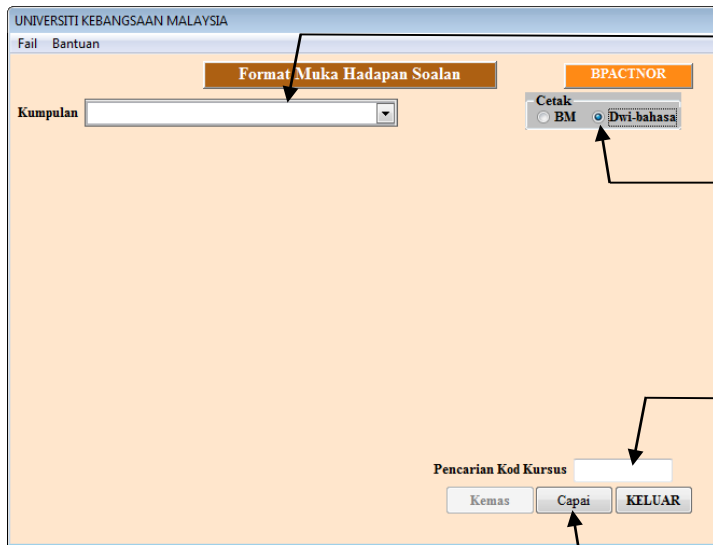 UNIVERSITI KEBANGSAAN MALAYSIA
Fail Bantuan
Format Muka Hadapan Soalan
BPACTNOR
Kumpulan
Cetak
BM Dwi-bahasa
Pencarian Kod Kursus
Kemas Capai KELUAR